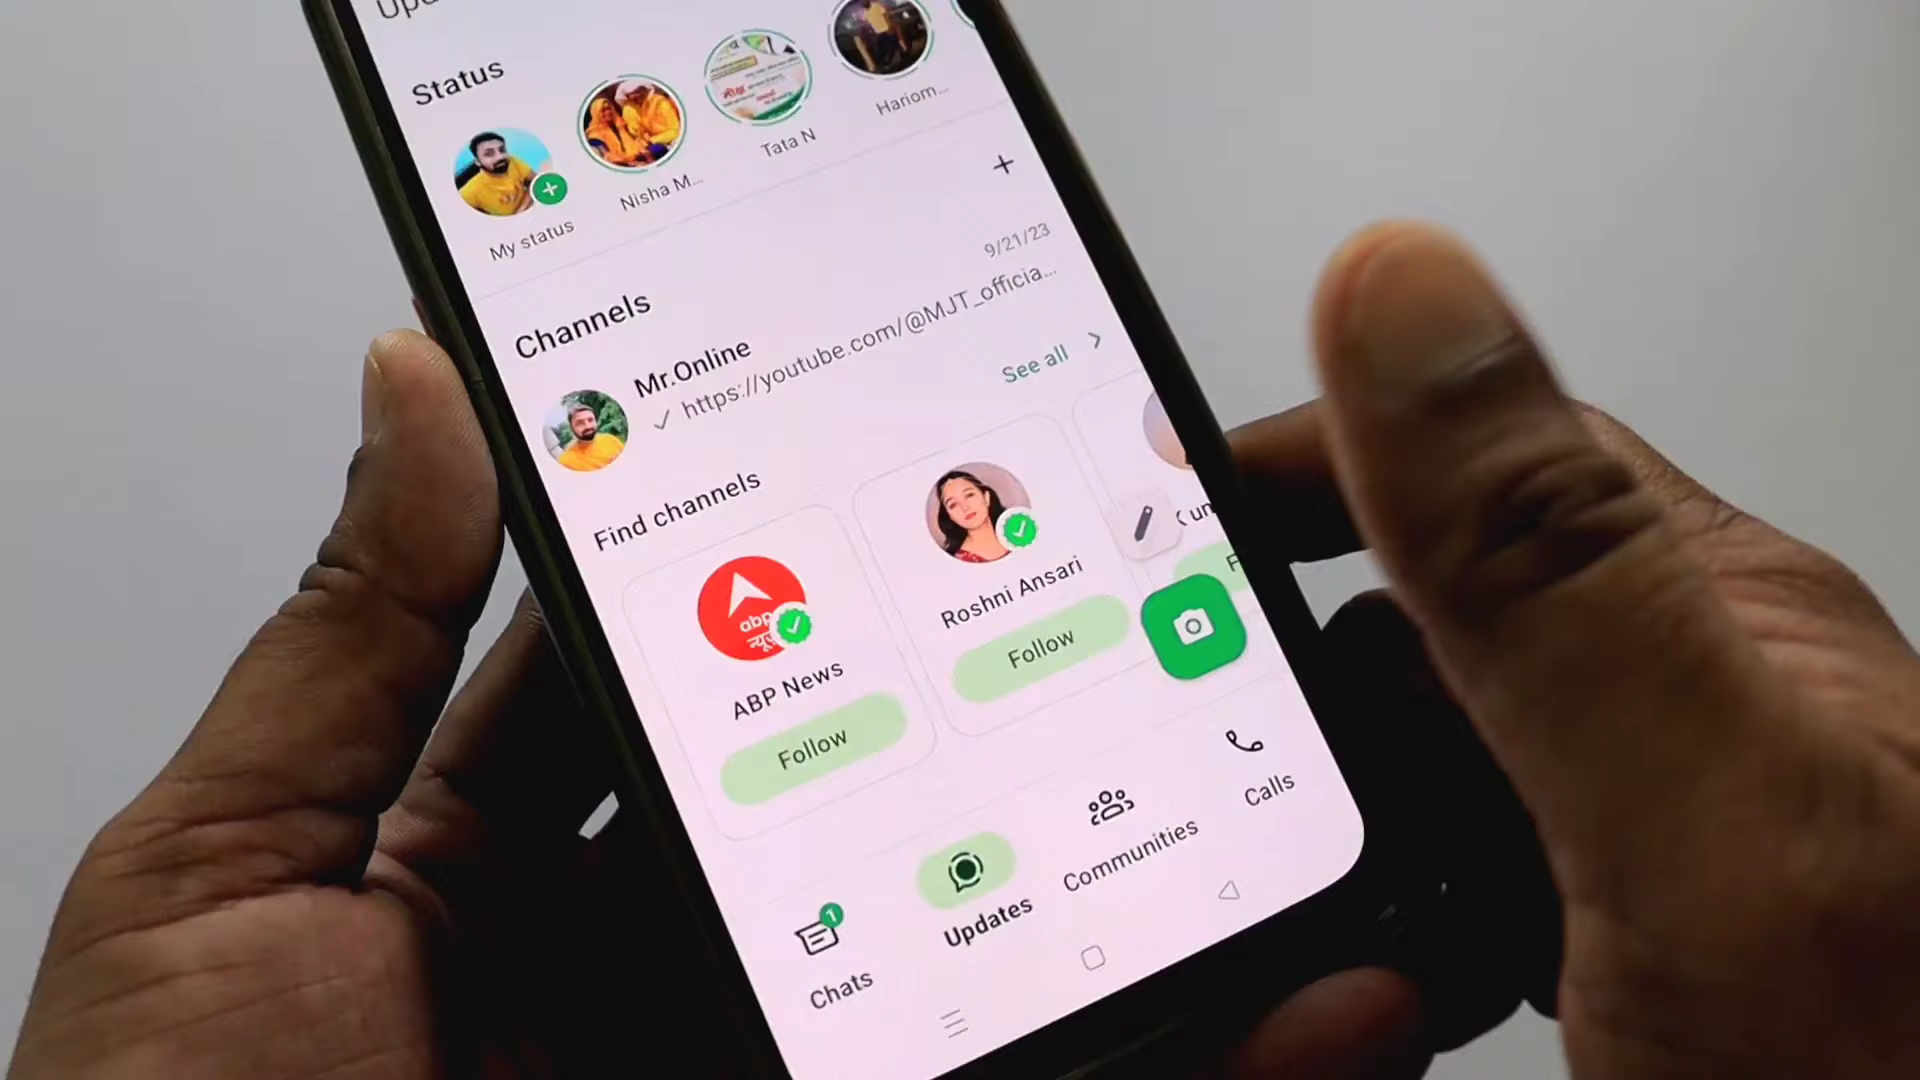 Status
My status
Nisha M...
Tata N
Hariom...
Channels
Mr.Online
9/21/23
https://youtube.com/@MJT_officia...
Find channels
See all
abp
न्यूज़
ABP News
Follow
Roshni Ansari
Follow
Chats
1
Updates
Communities
Calls